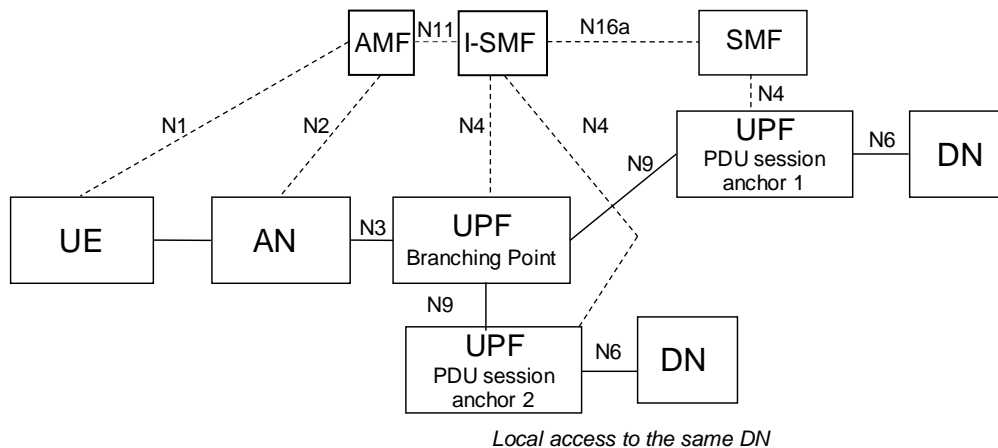 N11
N16a
AMF
I-SMF
SMF
N4
N1
N2
N4
N4
UPF
PDU session
anchor 1
N6
DN
N9
UE
AN
N3
UPF
Branching Point
N9
UPF
PDU session
anchor 2
N6
DN
Local access to the same DN